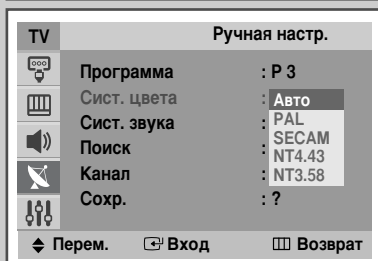 TV Ручная настр.
Программа : P 3
Сист. цвета : Авто
PAL
Сист. звука :
SECAM
Поиск :
NT4.43
Канал : NT3.58
Сохр. : ?
Перем. Вход Возврат